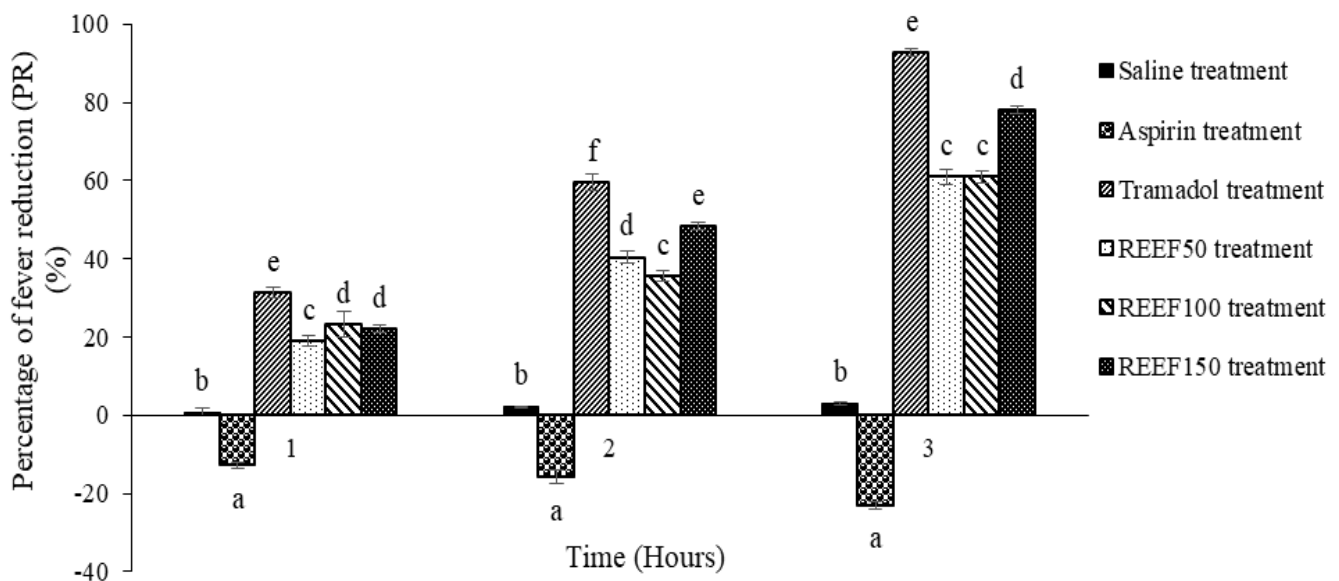 Percentage of fever reduction (PR)
(%)
100
80
60
40
20
0
-20
-40
b
a
e
c
d
d
1
b
a
f
d
c
e
2
b
a
e
c
c
d
3
Time (Hours)
Saline treatment
Aspirin treatment
Tramadol treatment
REEF50 treatment
REEF100 treatment
REEF150 treatment